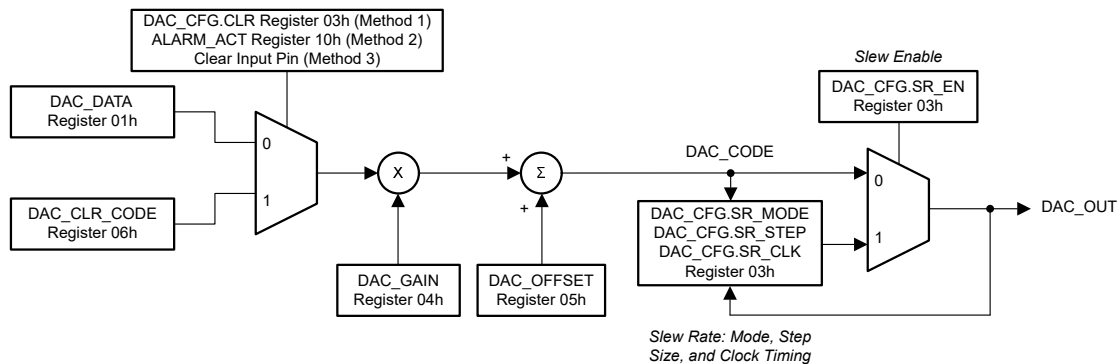 DAC_CFG.CLR Register 03h (Method 1)
ALARM_ACT Register 10h (Method 2)
Clear Input Pin (Method 3)
Slew Enable
DAC_CFG.SR_EN
Register 03h
DAC_DATA
Register 01h
0
1
DAC_CLR_CODE
Register 06h
X
+
Σ
+
DAC_CODE
0
1
DAC_OUT
DAC_CFG.SR_MODE
DAC_CFG.SR_STEP
DAC_CFG.SR_CLK
Register 03h
DAC_GAIN
Register 04h
DAC_OFFSET
Register 05h
Slew Rate: Mode, Step
Size, and Clock Timing